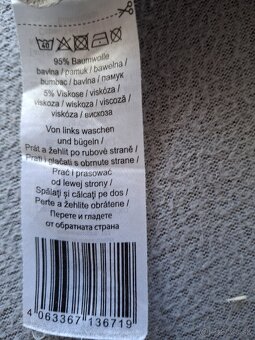 40
95% Baumwolle
bavlna / pamuk / bawełna /
bumbac / bavlna / памук
5% Viskose / viskóza /
viskoza / wiskoza / viscoză /
viskóza / вискоза
Von links waschen
und bügeln /
Prát a žehlit po rubové straně /
Prati i glačati s obrnute strane /
Prać i prasować
od lewej strony /
Spălaţi şi călcaţi pe dos /
Perte a žehlite obrátene /
Перете и гладете
от обратната страна
4 063367 136719